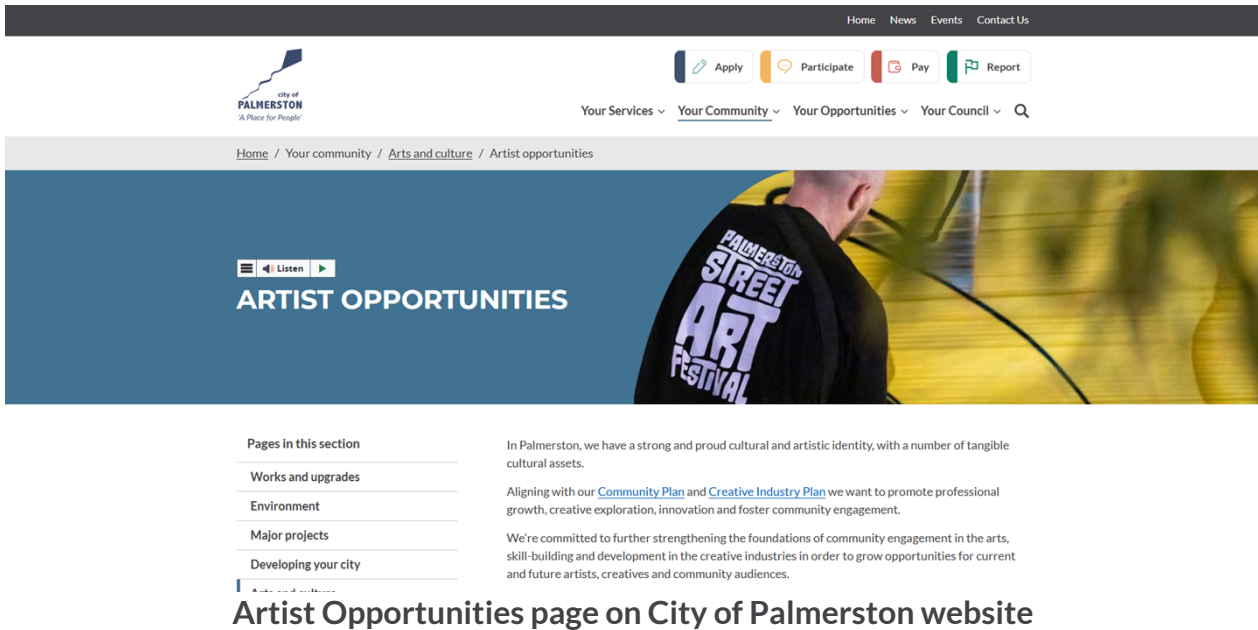 Home News Events Contact Us
city of
PALMERSTON
'A Place for People'
Apply Participate Pay Report
Your Services Your Community Your Opportunities Your Council
Home / Your community / Arts and culture / Artist opportunities
Listen
ARTIST OPPORTUNITIES
PALMERSTON
STREET
ART
FESTIVAL
Pages in this section
Works and upgrades
Environment
Major projects
Developing your city
Arts and culture
In Palmerston, we have a strong and proud cultural and artistic identity, with a number of tangible
cultural assets.
Aligning with our Community Plan and Creative Industry Plan we want to promote professional
growth, creative exploration, innovation and foster community engagement.
We're committed to further strengthening the foundations of community engagement in the arts,
skill-building and development in the creative industries in order to grow opportunities for current
and future artists, creatives and community audiences.
Artist Opportunities page on City of Palmerston website